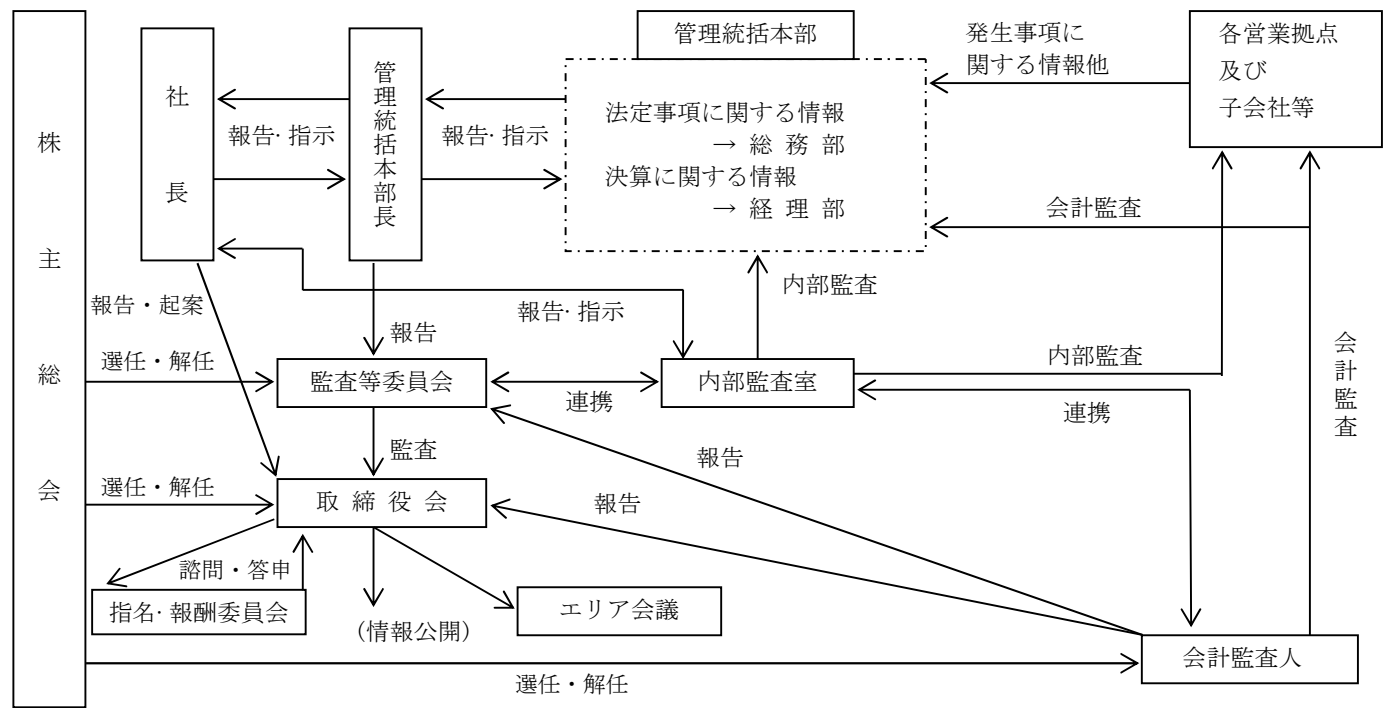 管理統括本部
発生事項に
関する情報他
各営業拠点
及び
子会社等
社長
管理統括本部長
株主総会
法定事項に関する情報
→ 総務部
決算に関する情報
→ 経理部
報告・指示
報告・指示
会計監査
内部監査
報告・起案
報告・指示
報告
選任・解任
内部監査
会計監査
監査等委員会
内部監査室
連携
連携
監査
報告
選任・解任
取締役会
報告
諮問・答申
指名・報酬委員会
（情報公開）
エリア会議
会計監査人
選任・解任